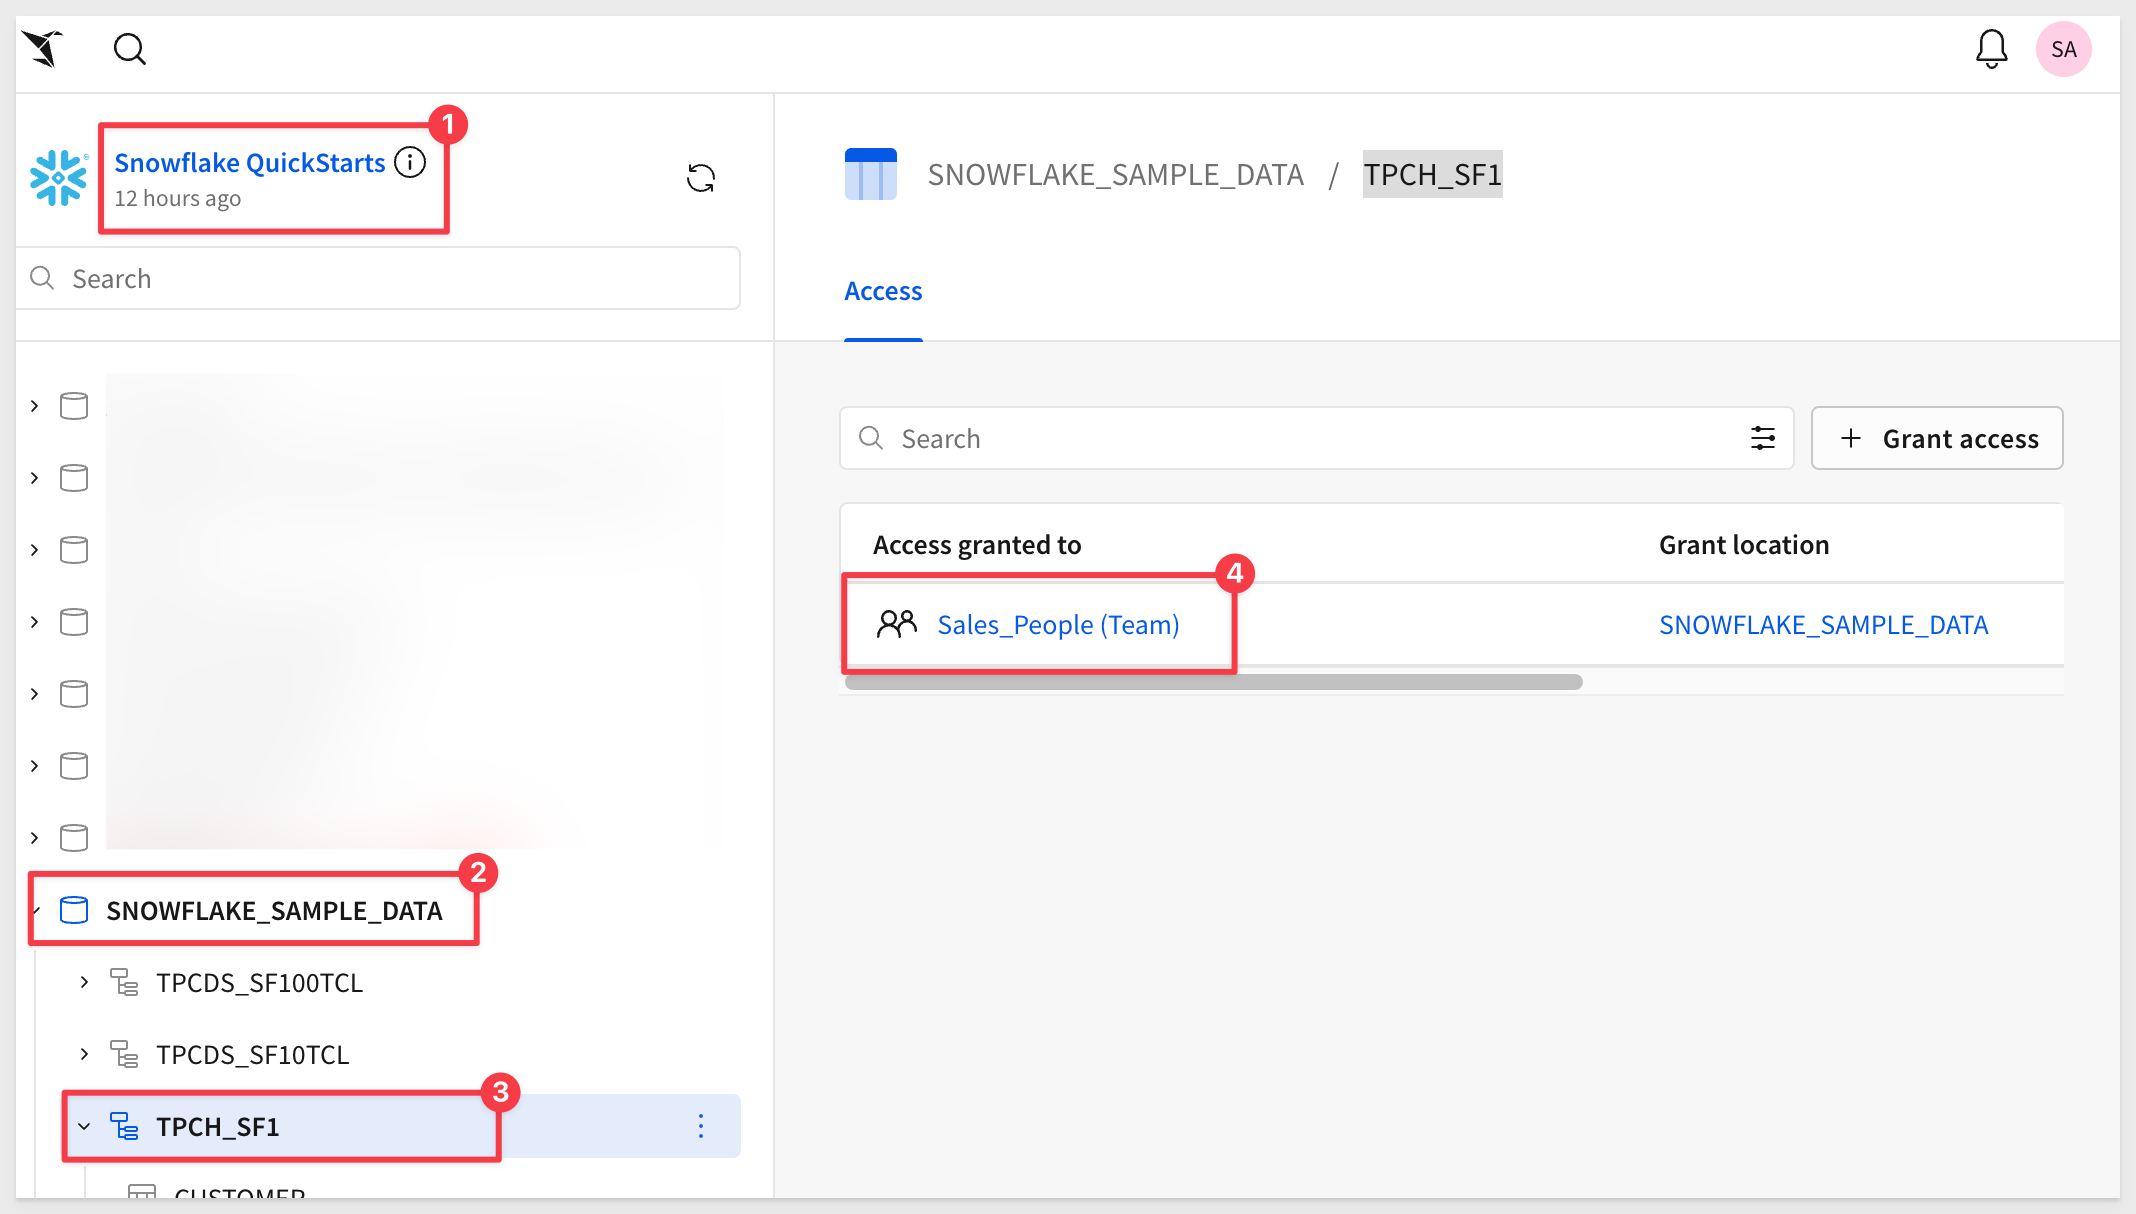 SA
1
Snowflake QuickStarts
12 hours ago
Search
SNOWFLAKE_SAMPLE_DATA / TPCH_SF1
Access
Search
+ Grant access
Access granted to Grant location
4
Sales_People (Team) SNOWFLAKE_SAMPLE_DATA
2
SNOWFLAKE_SAMPLE_DATA
TPCDS_SF100TCL
TPCDS_SF10TCL
3
TPCH_SF1
CUSTOMER